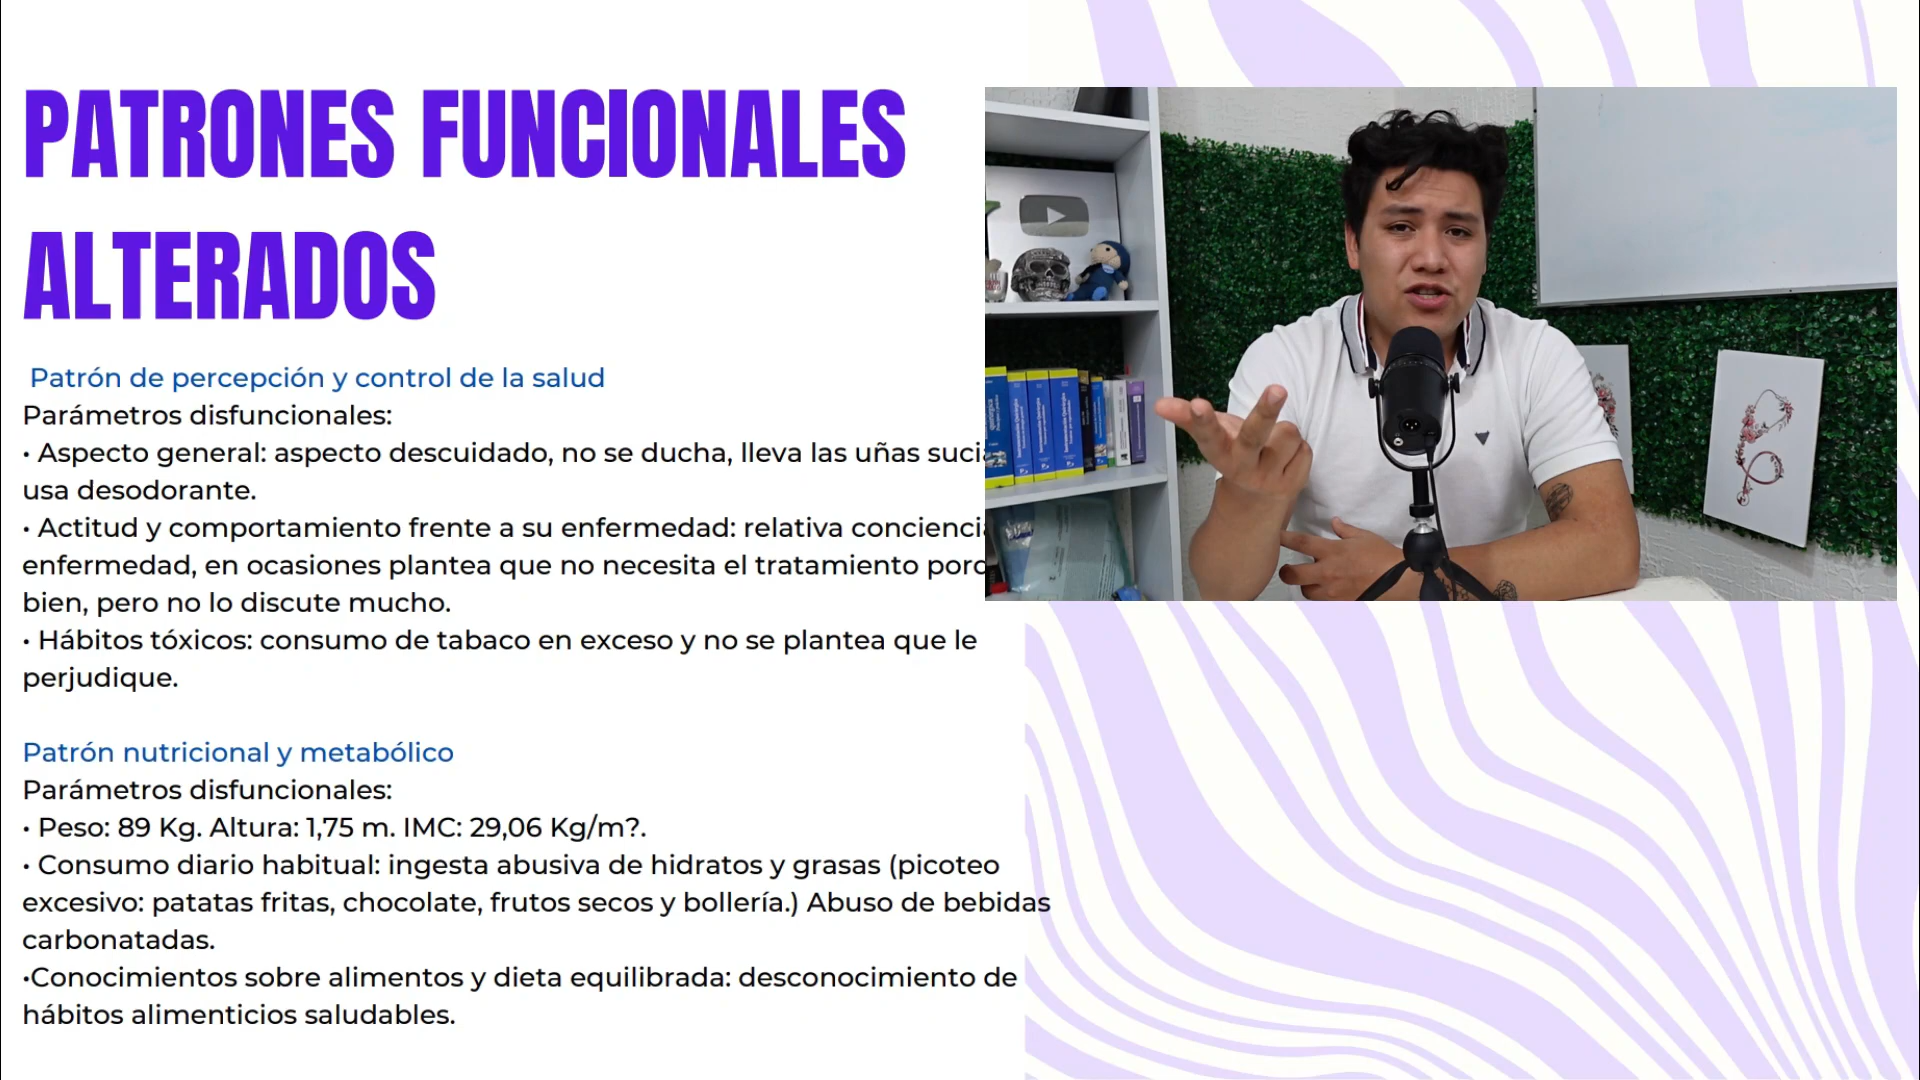 PATRONES FUNCIONALES
ALTERADOS
Patrón de percepción y control de la salud
Parámetros disfuncionales:
• Aspecto general: aspecto descuidado, no se ducha, lleva las uñas
usa desodorante.
• Actitud y comportamiento frente a su enfermedad: relativa
enfermedad, en ocasiones plantea que no necesita el tratamiento
bien, pero no lo discute mucho.
• Hábitos tóxicos: consumo de tabaco en exceso y no se plantea que le
perjudique.
Patrón nutricional y metabólico
Parámetros disfuncionales:
• Peso: 89 Kg. Altura: 1,75 m. IMC: 29,06 Kg/m?.
• Consumo diario habitual: ingesta abusiva de hidratos y grasas (picoteo
excesivo: patatas fritas, chocolate, frutos secos y bollería.) Abuso de bebidas
carbonatadas.
•Conocimientos sobre alimentos y dieta equilibrada: desconocimiento de
hábitos alimenticios saludables.